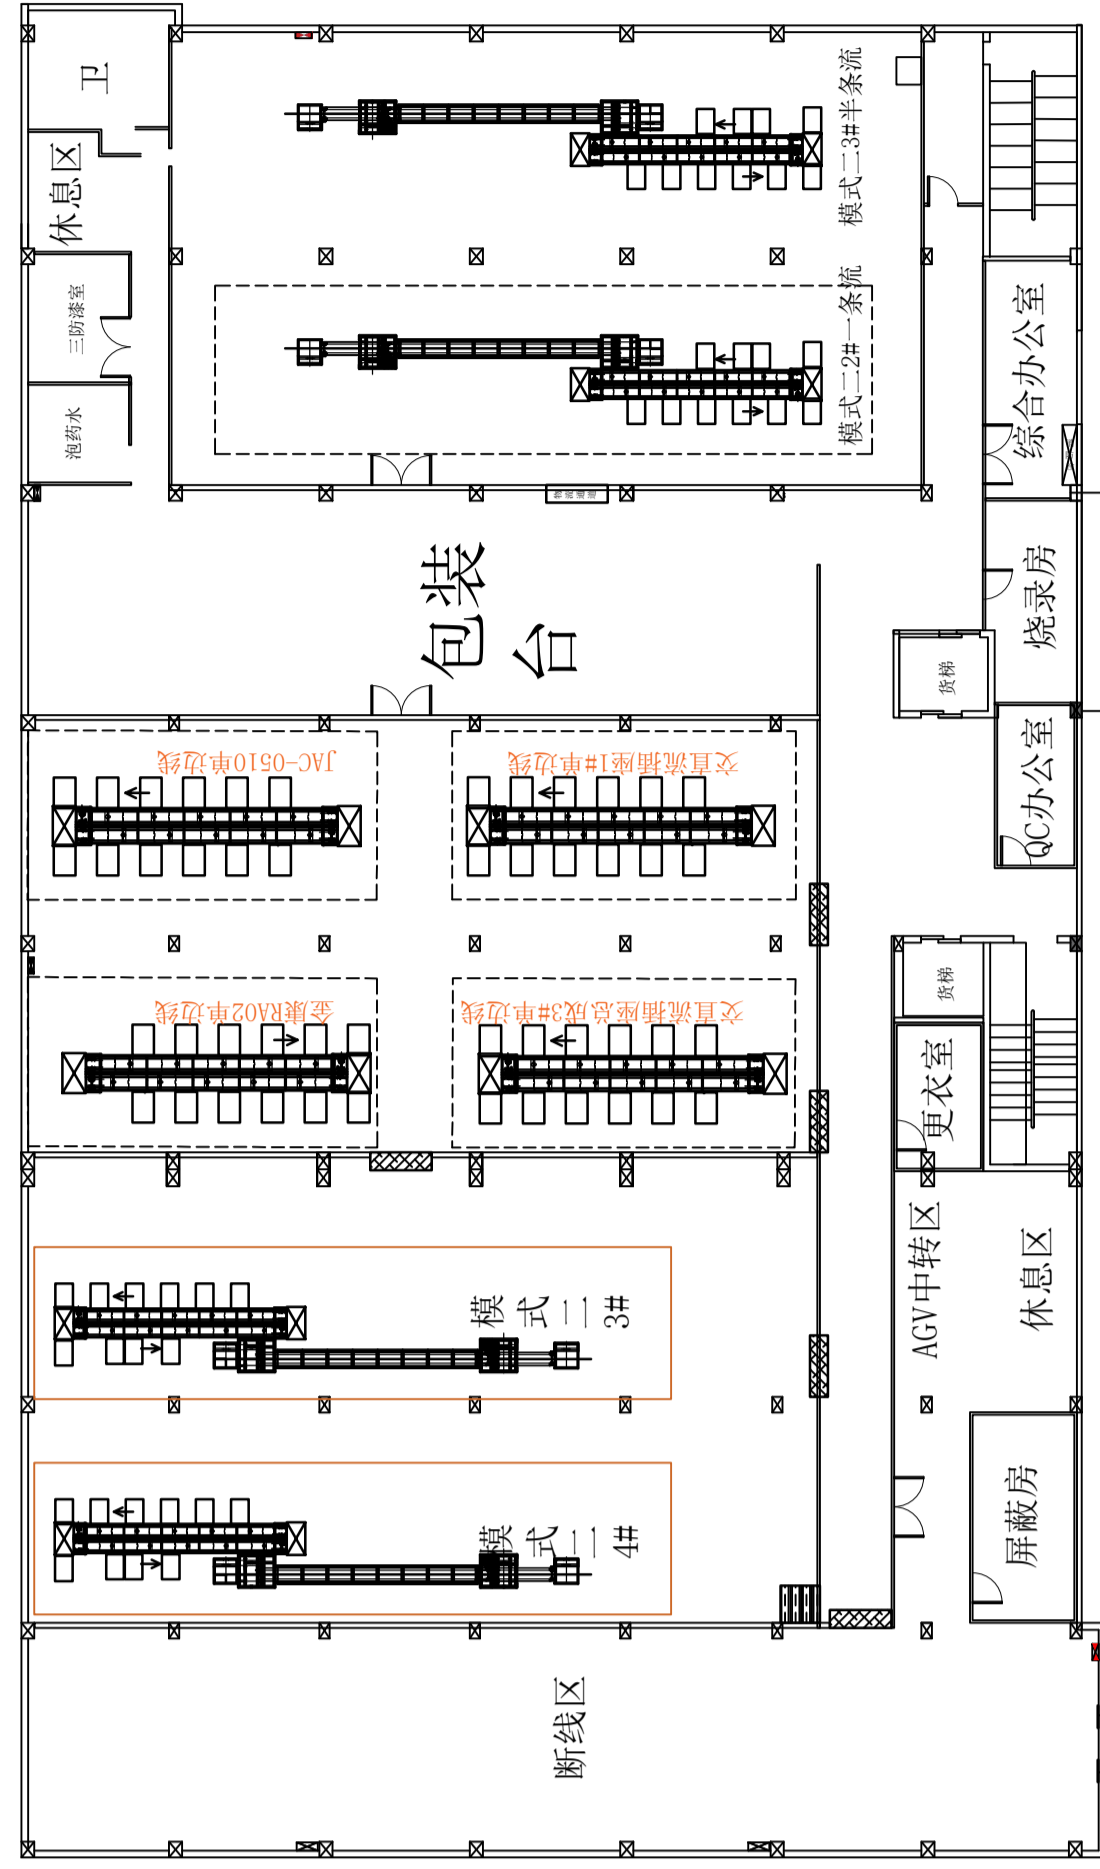 卫
休息区
三防漆室
泡药水
模式二3#半条流
模式二2#一条流
综合办公室
物流通道
包装
台
烧录房
货梯
QC办公室
JAC-0510单边线
交直流插座1#单边线
金康RA02单边线
交直流插座总成3#单边线
货梯
更衣室
AGV中转区
休息区
模
式
二
3#
模
式
二
4#
屏蔽房
断线区